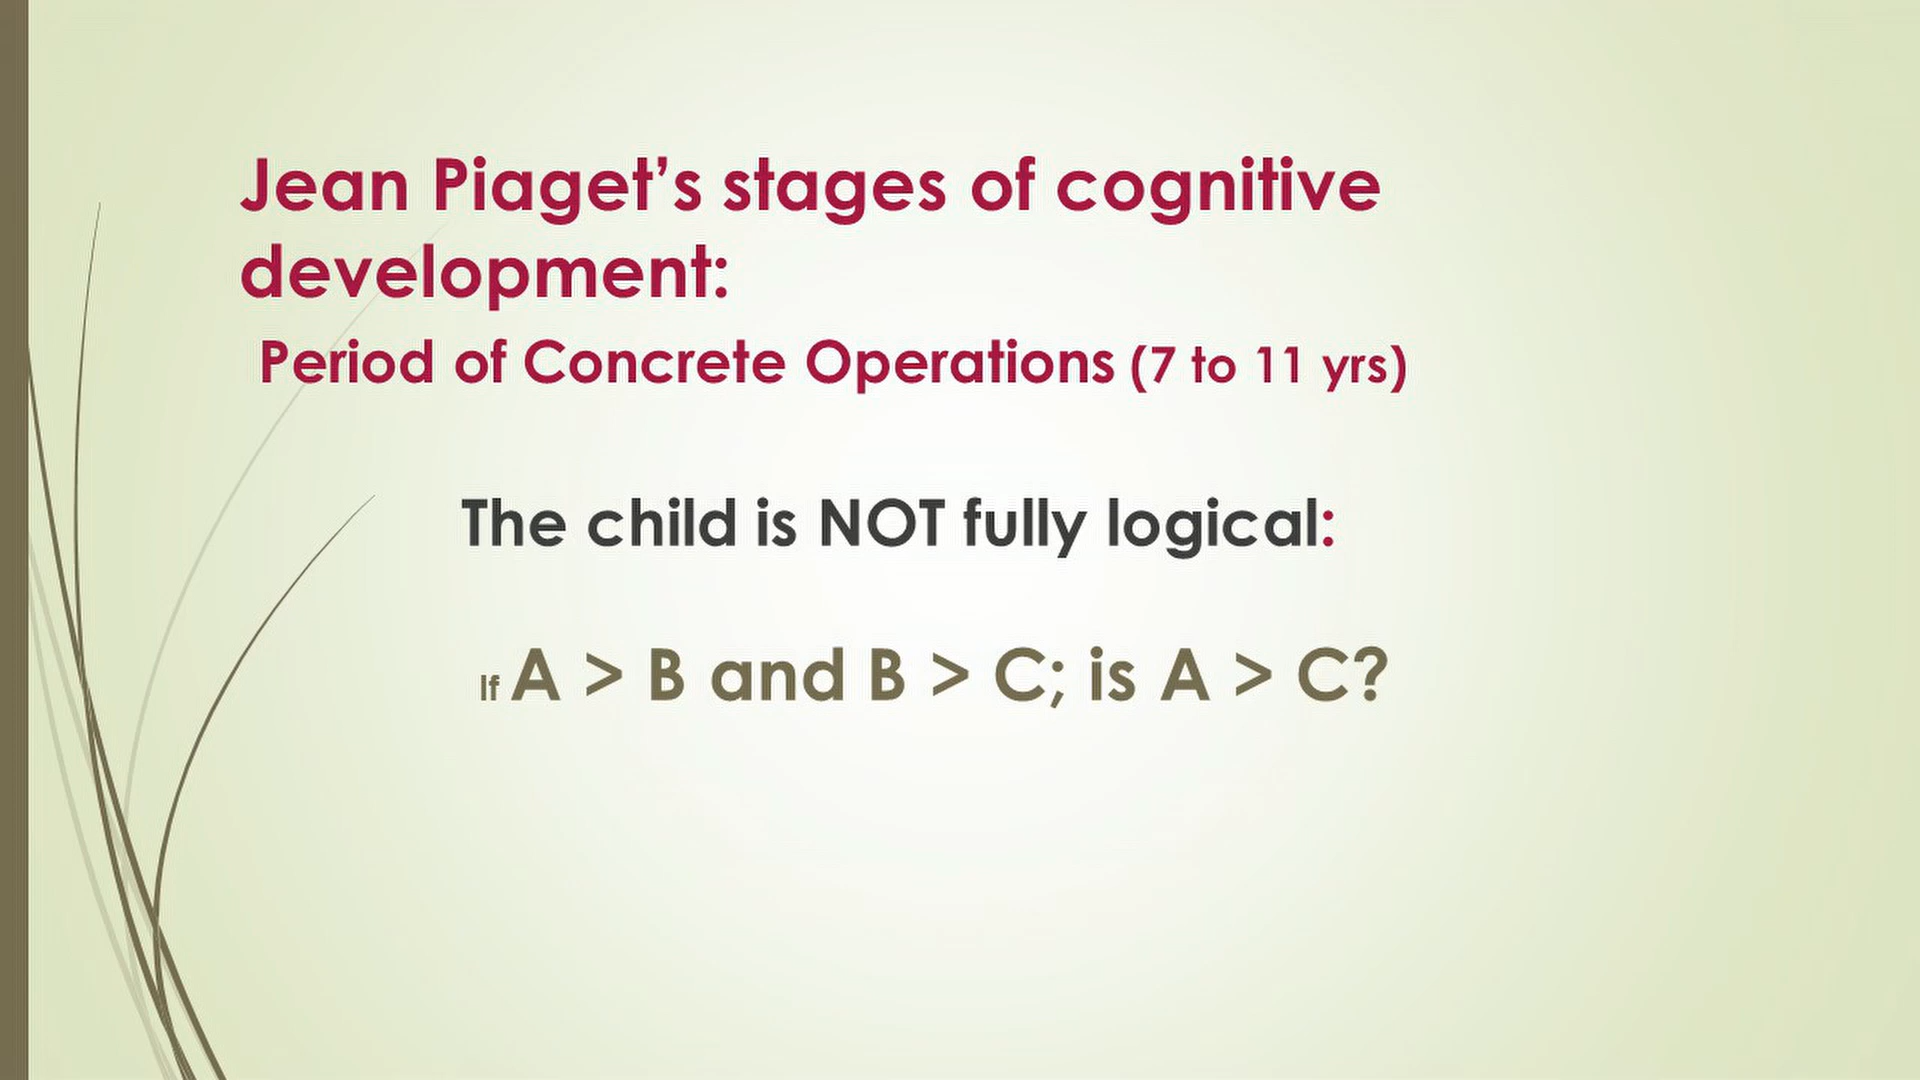 Jean Piaget’s stages of cognitive
development:
Period of Concrete Operations (7 to 11 yrs)
The child is NOT fully logical:
If A > B and B > C; is A > C?